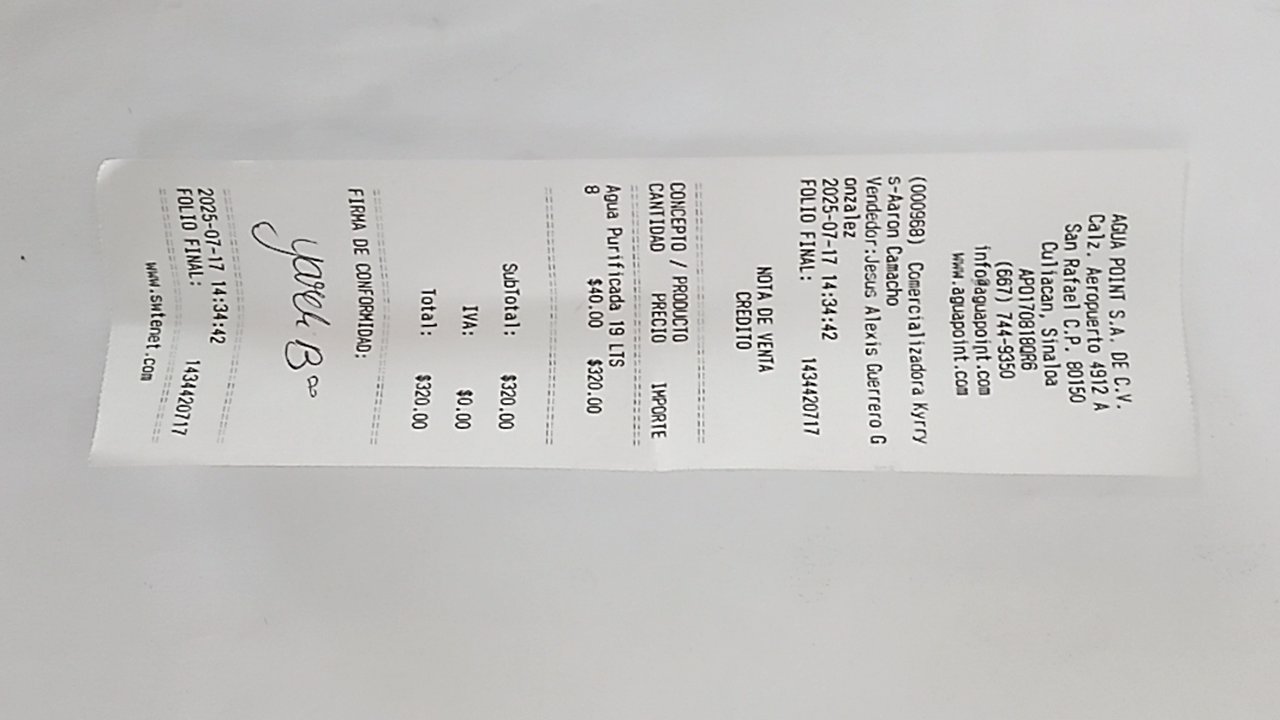 AGUA POINT S.A. DE C.V.
Calz. Aeropuerto 4912 A
San Rafael C.P. 80150
Culiacan, Sinaloa
APO170818QR6
(667) 744-9350
info@aguapoint.com
www.aguapoint.com
(000968) Comercializadora Kyrry
s-Aaron Camacho
Vendedor:Jesus Alexis Guerrero G
onzalez
2025-07-17 14:34:42
FOLIO FINAL: 1434420717
NOTA DE VENTA
CREDITO
CONCEPTO / PRODUCTO
CANTIDAD PRECIO IMPORTE
Agua Purificada 19 LTS
8 $40.00 $320.00
SubTotal: $320.00
IVA: $0.00
Total: $320.00
FIRMA DE CONFORMIDAD:
Yareli B
2025-07-17 14:34:42
FOLIO FINAL: 1434420717
www.swtenet.com